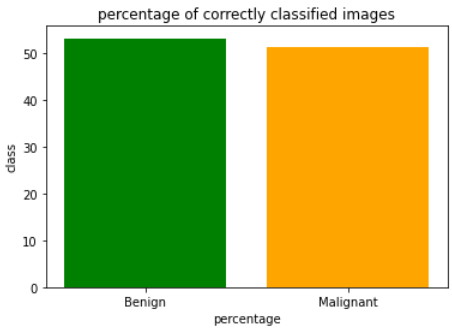 percentage of correctly classified images
class
50
40
30
20
10
0
Benign Malignant
percentage